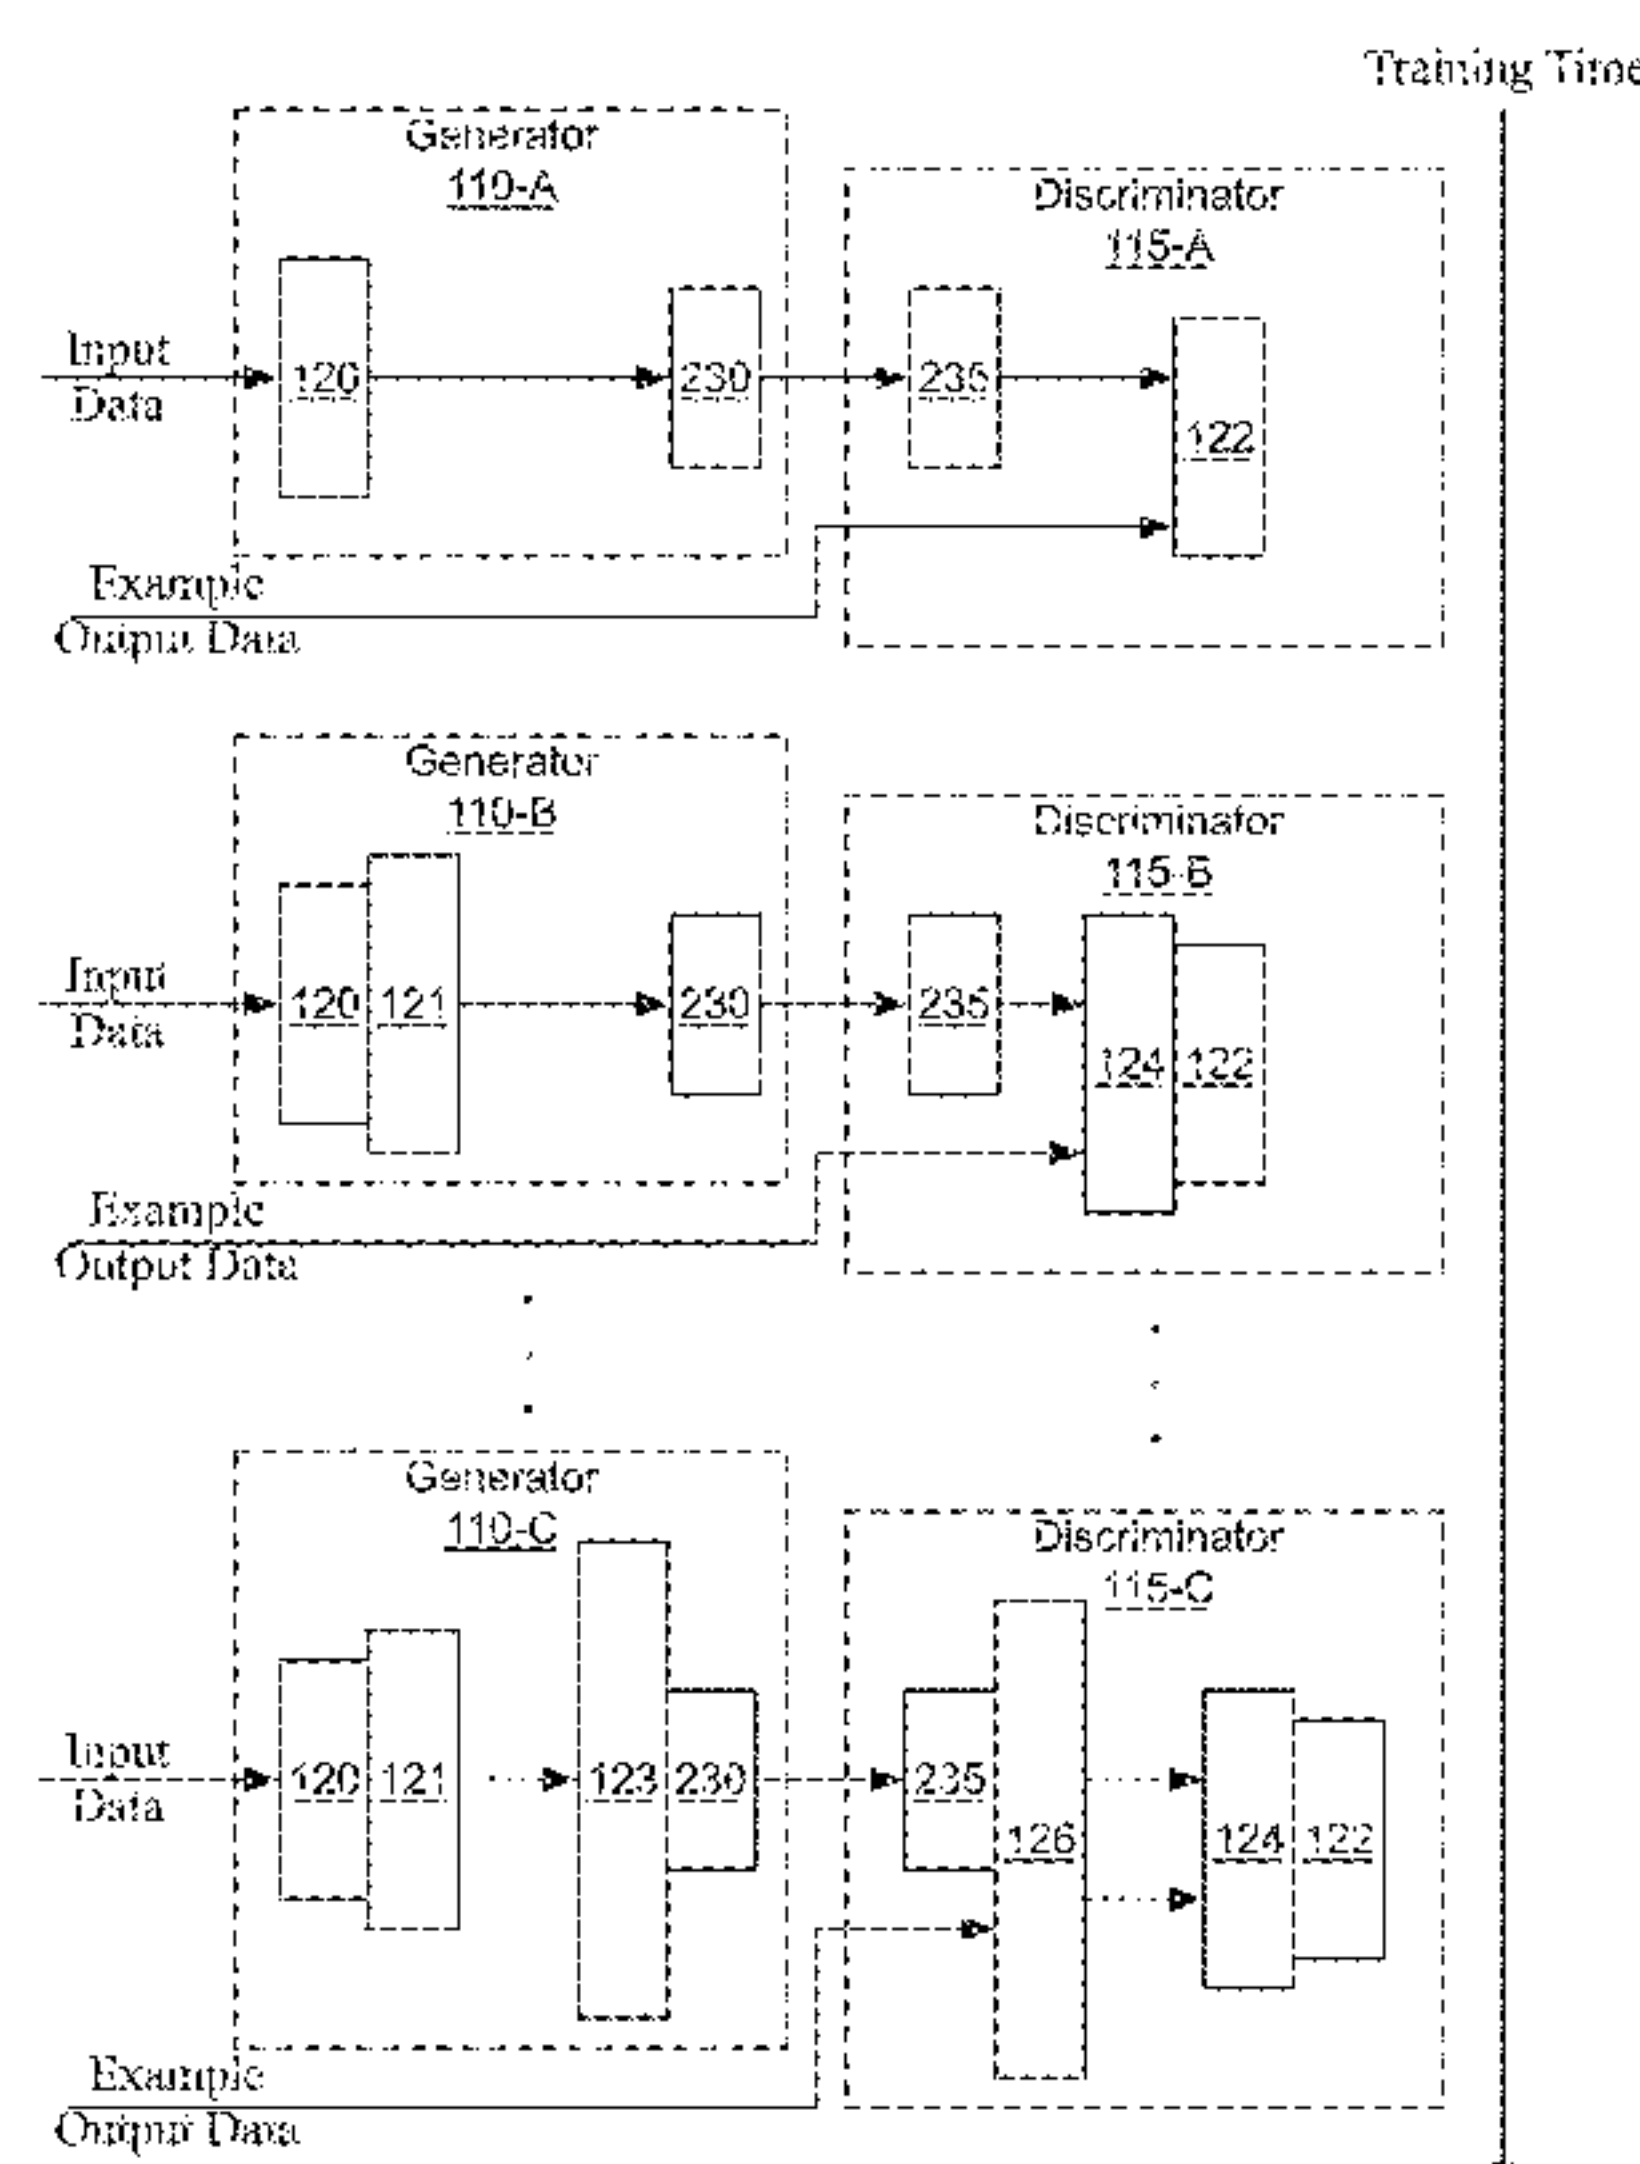 Training Time
Generator
110-A
Discriminator
115-A
Input
Data
120
230
235
122
Example
Output Data
Generator
110-B
Discriminator
115-B
Input
Data
120
121
230
235
124
122
Example
Output Data
Generator
110-C
Discriminator
115-C
Input
Data
120
121
123
230
235
126
124
122
Example
Output Data